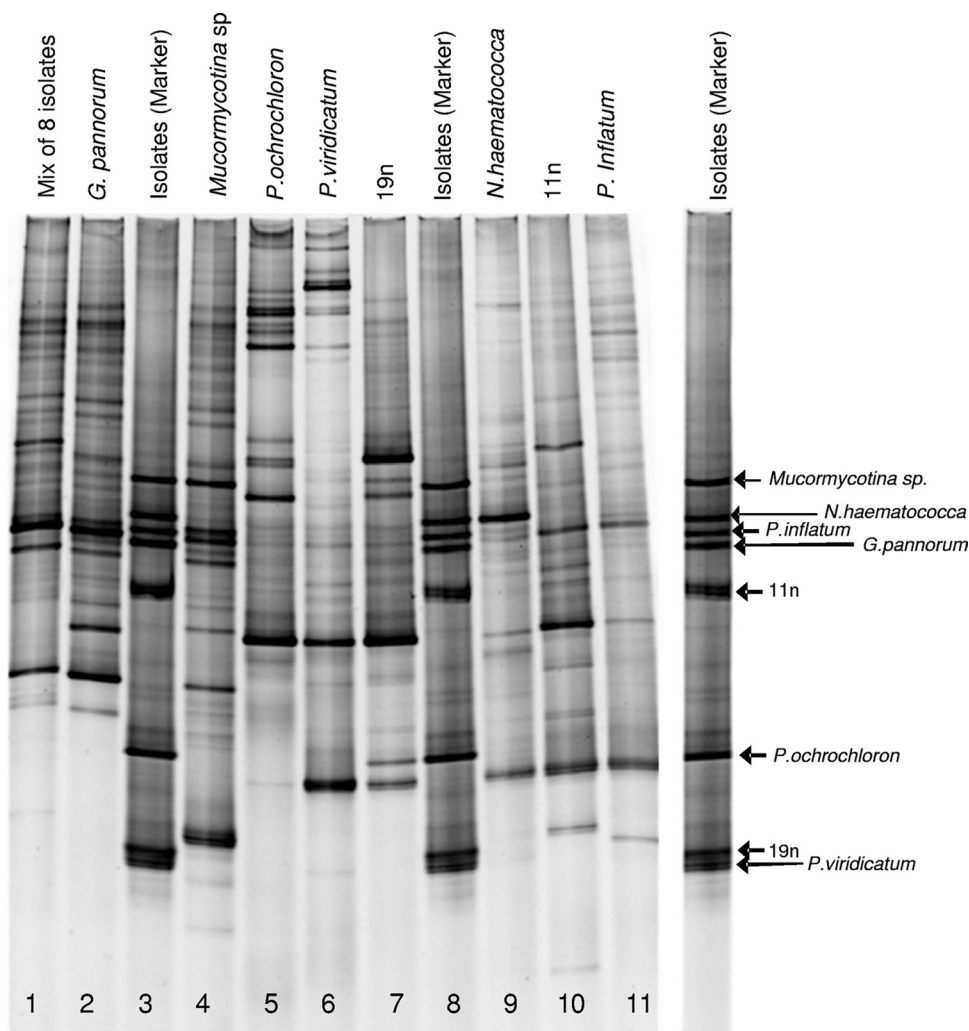 Mix of 8 isolates
G. pannorum
Isolates (Marker)
Mucormycotina sp
P.ochrochloron
P.viridicatum
19n
Isolates (Marker)
N.haematococca
11n
P. Inflatum
Isolates (Marker)
Mucormycotina sp.
N.haematococca
P.inflatum
G.pannorum
11n
P.ochrochloron
19n
P.viridicatum
1 2 3 4 5 6 7 8 9 10 11